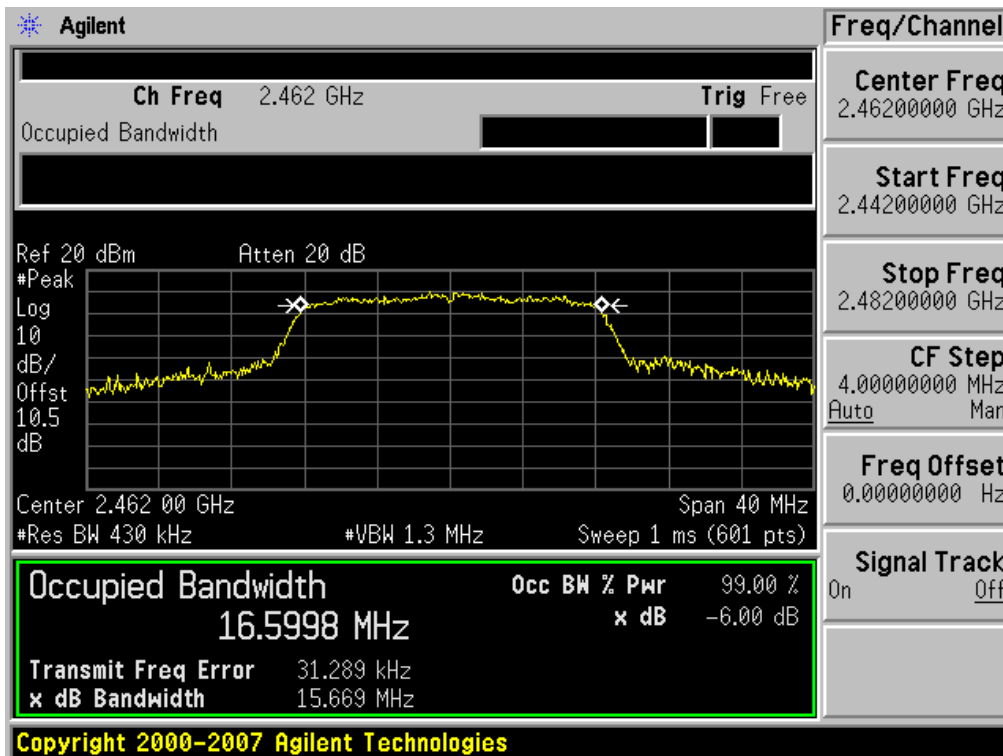 Agilent
Freq/Channel
Ch Freq 2.462 GHz Trig Free
Occupied Bandwidth
Center Freq
2.46200000 GHz
Start Freq
2.44200000 GHz
Stop Freq
2.48200000 GHz
CF Step
4.00000000 MHz
Auto Man
Freq Offset
0.00000000 Hz
Signal Track
On Off
Ref 20 dBm Atten 20 dB
#Peak
Log
10
dB/
Offst
10.5
dB
Center 2.462 00 GHz Span 40 MHz
#Res BW 430 kHz #VBW 1.3 MHz Sweep 1 ms (601 pts)
Occupied Bandwidth Occ BW % Pwr 99.00 %
16.5998 MHz x dB -6.00 dB
Transmit Freq Error 31.289 kHz
x dB Bandwidth 15.669 MHz
Copyright 2000-2007 Agilent Technologies